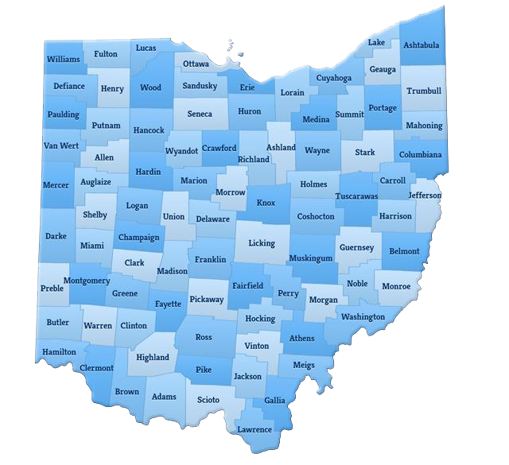 Lake
Ashtabula
Lucas
Williams
Fulton
Ottawa
Geauga
Cuyahoga
Defiance
Henry
Wood
Sandusky
Erie
Lorain
Trumbull
Paulding
Seneca
Huron
Medina
Summit
Portage
Putnam
Hancock
Mahoning
Van Wert
Allen
Wyandot
Crawford
Richland
Ashland
Wayne
Stark
Columbiana
Mercer
Auglaize
Hardin
Marion
Morrow
Holmes
Tuscarawas
Carroll
Jefferson
Shelby
Logan
Union
Delaware
Knox
Coshocton
Harrison
Darke
Miami
Champaign
Licking
Muskingum
Guernsey
Belmont
Clark
Madison
Franklin
Preble
Montgomery
Greene
Fayette
Pickaway
Fairfield
Perry
Morgan
Noble
Monroe
Butler
Warren
Clinton
Ross
Hocking
Athens
Washington
Hamilton
Clermont
Highland
Pike
Vinton
Meigs
Brown
Adams
Scioto
Jackson
Gallia
Lawrence